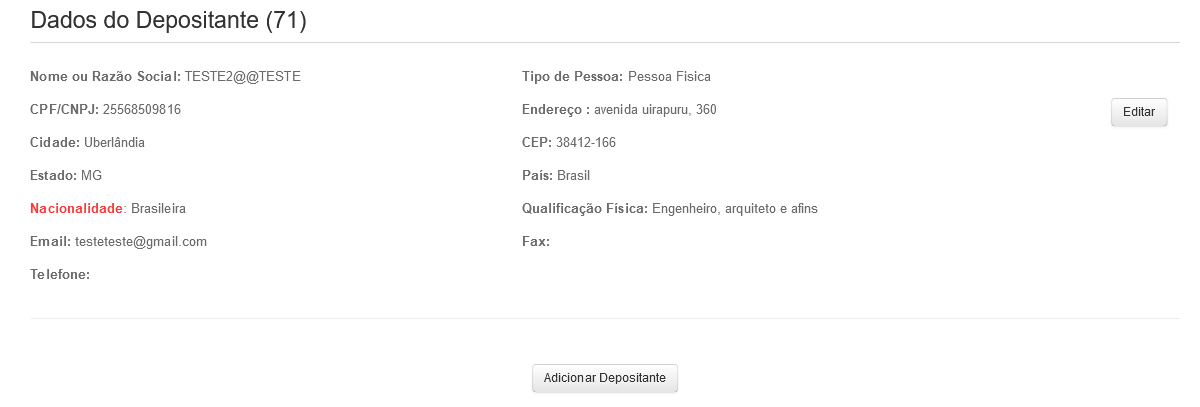 Dados do Depositante (71)
Nome ou Razão Social: TESTE2@@TESTE
Tipo de Pessoa: Pessoa Física
CPF/CNPJ: 25568509816
Endereço : avenida uirapuru, 360
Editar
Cidade: Uberlândia
CEP: 38412-166
Estado: MG
País: Brasil
Nacionalidade: Brasileira
Qualificação Física: Engenheiro, arquiteto e afins
Email: testeteste@gmail.com
Fax:
Telefone:
Adicionar Depositante